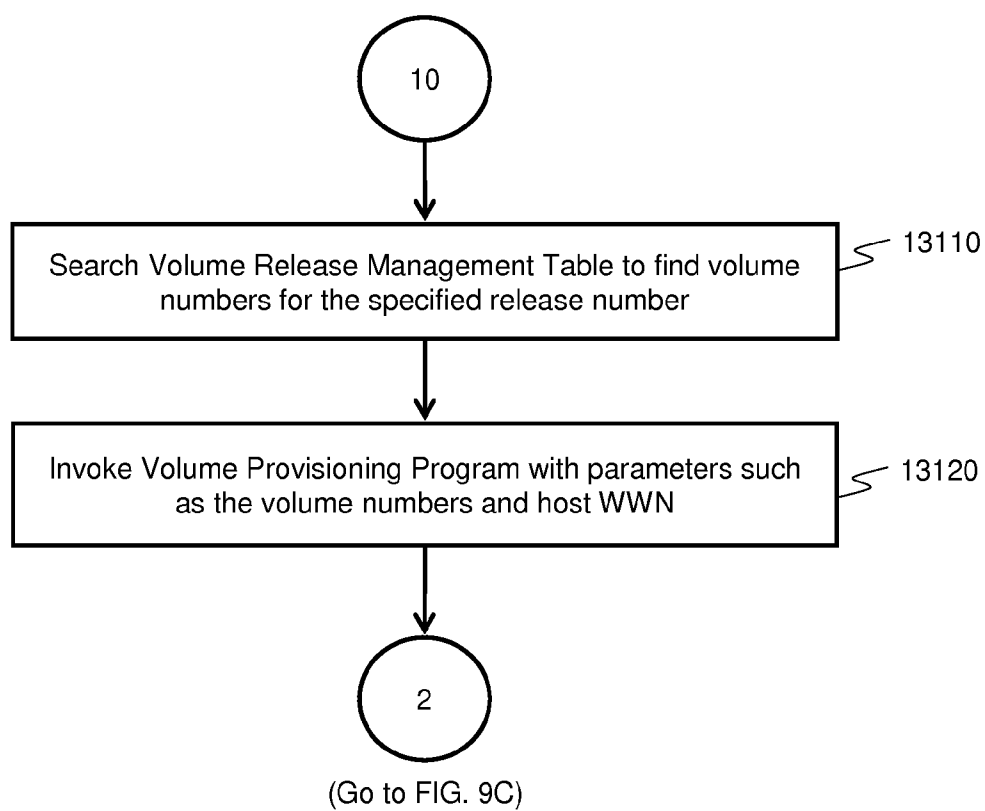 10
Search Volume Release Management Table to find volume
numbers for the specified release number
13110
Invoke Volume Provisioning Program with parameters such
as the volume numbers and host WWN
13120
2
(Go to FIG. 9C)